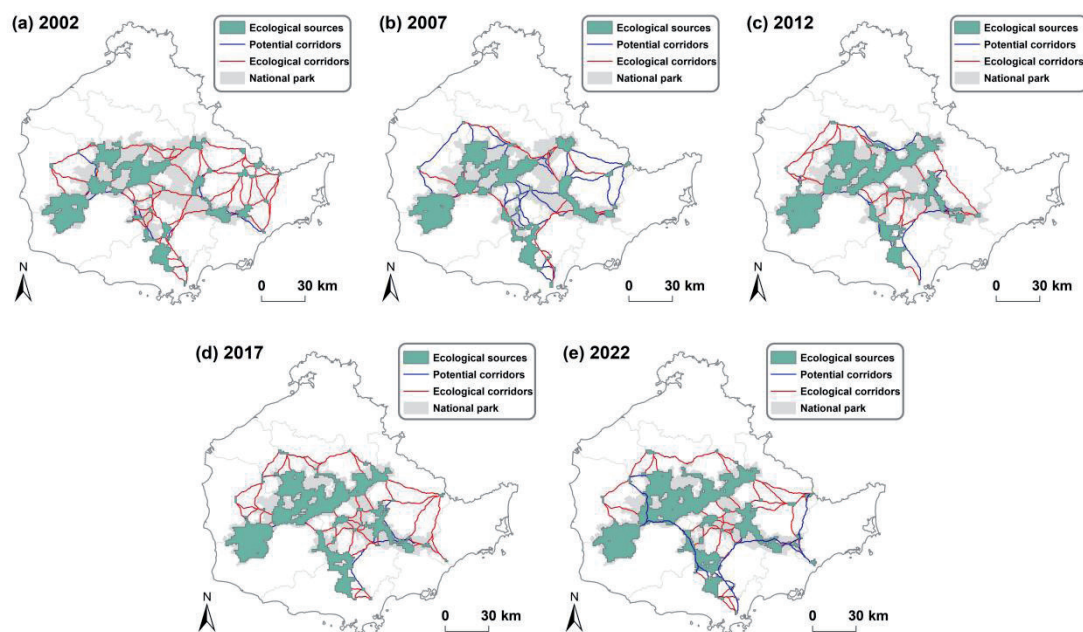 (a) 2002
Ecological sources
Potential corridors
Ecological corridors
National park
N
0 30 km
(b) 2007
Ecological sources
Potential corridors
Ecological corridors
National park
N
0 30 km
(c) 2012
Ecological sources
Potential corridors
Ecological corridors
National park
N
0 30 km
(d) 2017
Ecological sources
Potential corridors
Ecological corridors
National park
N
0 30 km
(e) 2022
Ecological sources
Potential corridors
Ecological corridors
National park
N
0 30 km